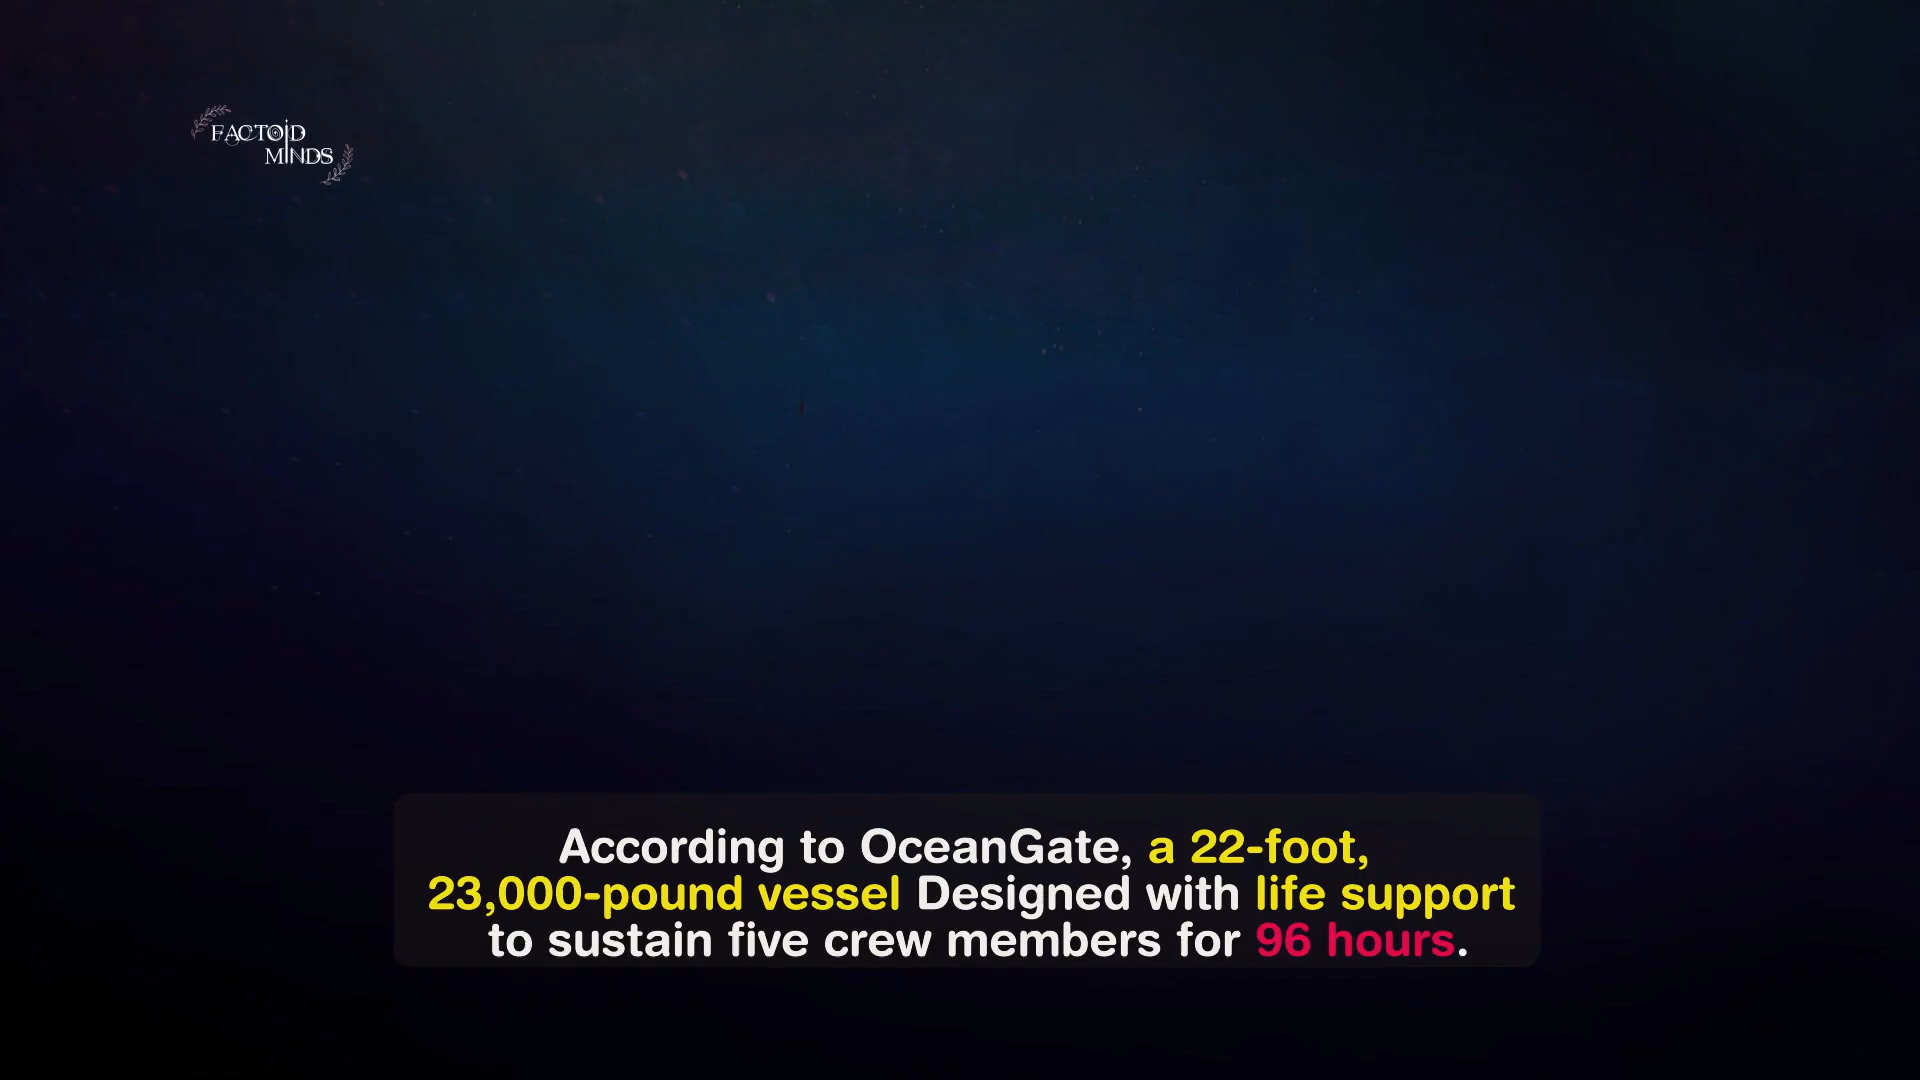 FACTOID
MINDS
According to OceanGate, a 22-foot,
23,000-pound vessel Designed with life support
to sustain five crew members for 96 hours.